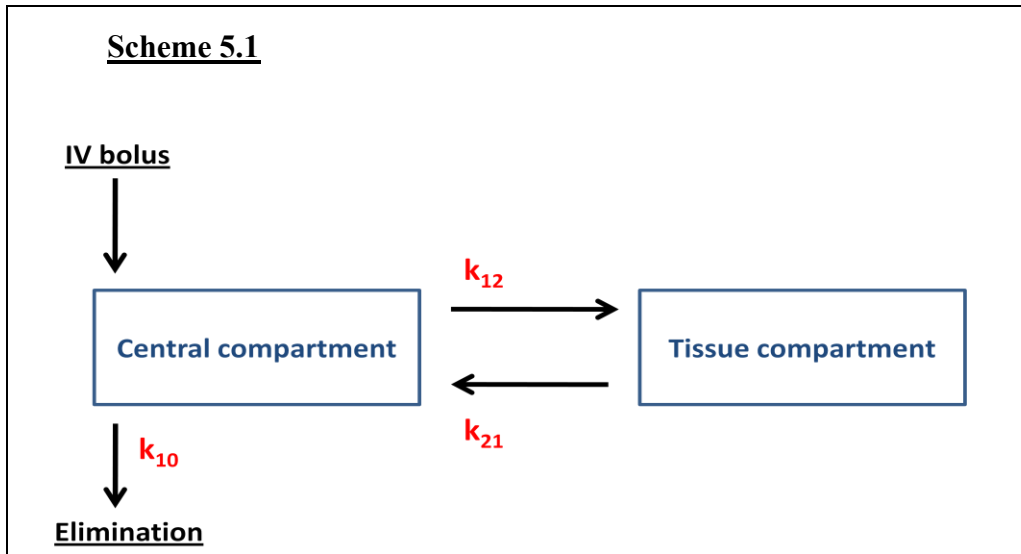 Scheme 5.1
IV bolus
k₁₂
Central compartment
Tissue compartment
k₂₁
k₁₀
Elimination